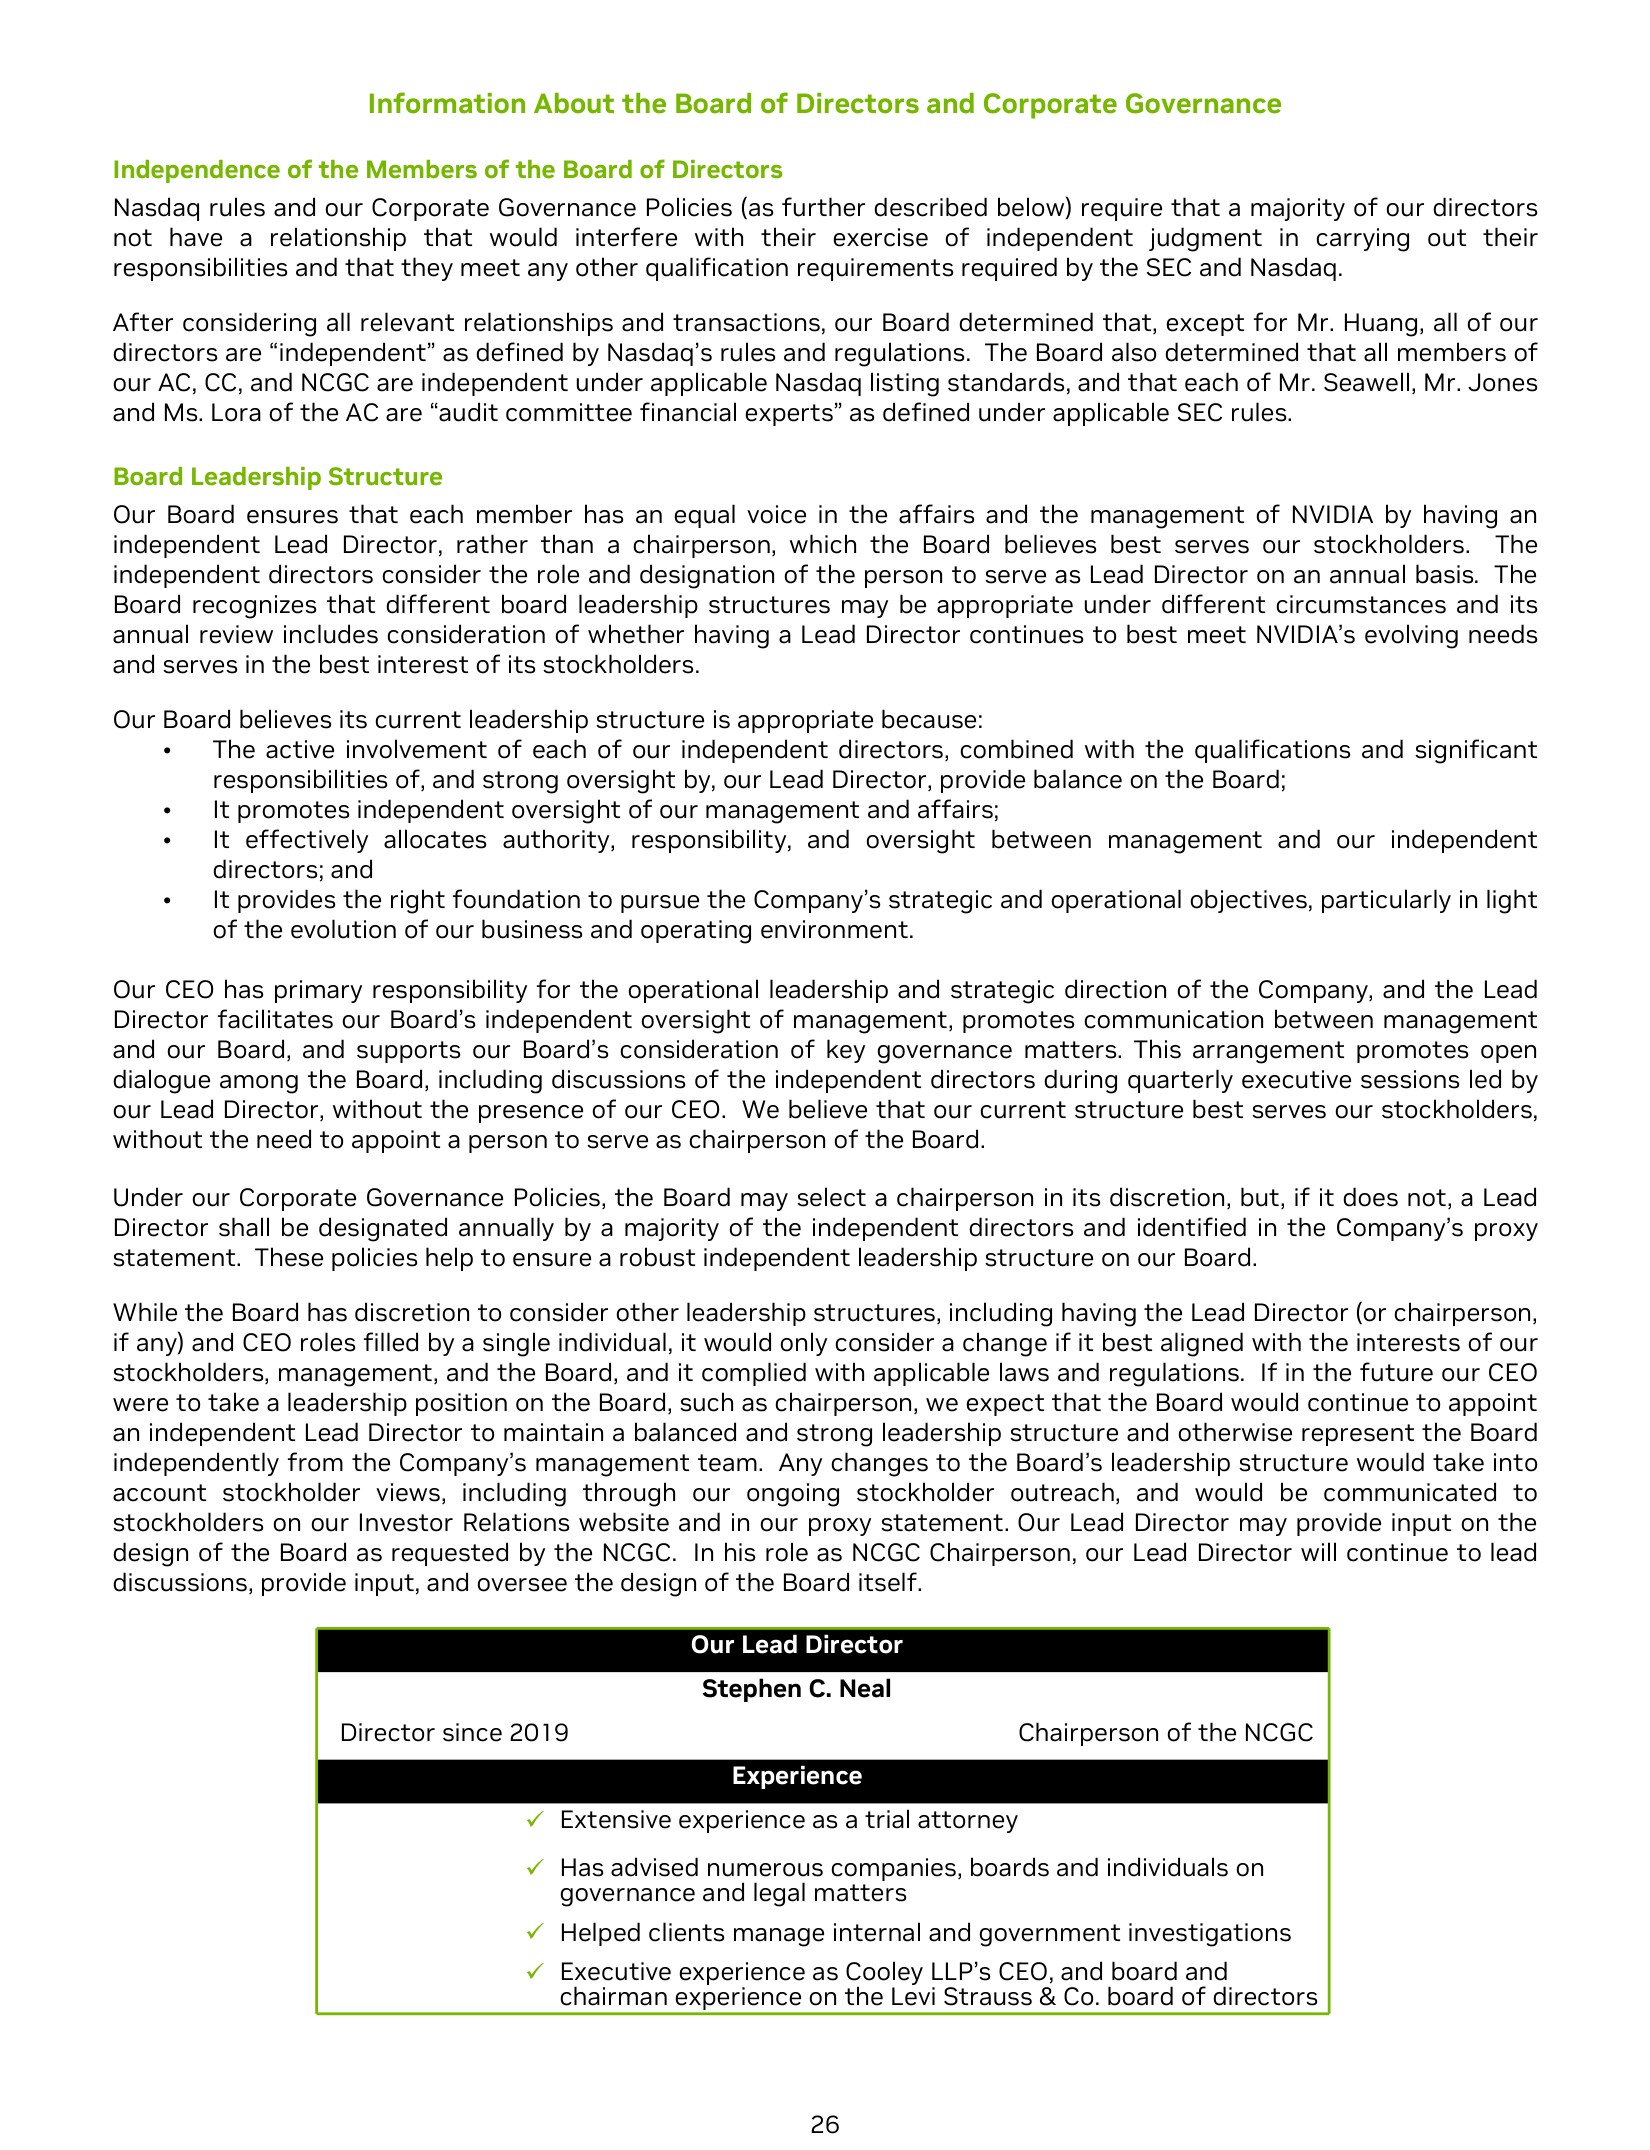 Information About the Board of Directors and Corporate Governance
Independence of the Members of the Board of Directors
Nasdaq rules and our Corporate Governance Policies (as further described below) require that a majority of our directors
not have a relationship that would interfere with their exercise of independent judgment in carrying out their
responsibilities and that they meet any other qualification requirements required by the SEC and Nasdaq.
After considering all relevant relationships and transactions, our Board determined that, except for Mr. Huang, all of our
directors are “independent” as defined by Nasdaq’s rules and regulations.  The Board also determined that all members of
our AC, CC, and NCGC are independent under applicable Nasdaq listing standards, and that each of Mr. Seawell, Mr. Jones
and Ms. Lora of the AC are “audit committee financial experts” as defined under applicable SEC rules.
Board Leadership Structure
Our Board ensures that each member has an equal voice in the affairs and the management of NVIDIA by having an
independent Lead Director, rather than a chairperson, which the Board believes best serves our stockholders.  The
independent directors consider the role and designation of the person to serve as Lead Director on an annual basis.  The
Board recognizes that different board leadership structures may be appropriate under different circumstances and its
annual review includes consideration of whether having a Lead Director continues to best meet NVIDIA’s evolving needs
and serves in the best interest of its stockholders.
Our Board believes its current leadership structure is appropriate because:
• The active involvement of each of our independent directors, combined with the qualifications and significant
responsibilities of, and strong oversight by, our Lead Director, provide balance on the Board;
• It promotes independent oversight of our management and affairs;
• It effectively allocates authority, responsibility, and oversight between management and our independent
directors; and
• It provides the right foundation to pursue the Company’s strategic and operational objectives, particularly in light
of the evolution of our business and operating environment.
Our CEO has primary responsibility for the operational leadership and strategic direction of the Company, and the Lead
Director facilitates our Board’s independent oversight of management, promotes communication between management
and our Board, and supports our Board’s consideration of key governance matters. This arrangement promotes open
dialogue among the Board, including discussions of the independent directors during quarterly executive sessions led by
our Lead Director, without the presence of our CEO.  We believe that our current structure best serves our stockholders,
without the need to appoint a person to serve as chairperson of the Board.
Under our Corporate Governance Policies, the Board may select a chairperson in its discretion, but, if it does not, a Lead
Director shall be designated annually by a majority of the independent directors and identified in the Company’s proxy
statement.  These policies help to ensure a robust independent leadership structure on our Board.
While the Board has discretion to consider other leadership structures, including having the Lead Director (or chairperson,
if any) and CEO roles filled by a single individual, it would only consider a change if it best aligned with the interests of our
stockholders, management, and the Board, and it complied with applicable laws and regulations.  If in the future our CEO
were to take a leadership position on the Board, such as chairperson, we expect that the Board would continue to appoint
an independent Lead Director to maintain a balanced and strong leadership structure and otherwise represent the Board
independently from the Company’s management team.  Any changes to the Board’s leadership structure would take into
account stockholder views, including through our ongoing stockholder outreach, and would be communicated to
stockholders on our Investor Relations website and in our proxy statement. Our Lead Director may provide input on the
design of the Board as requested by the NCGC.  In his role as NCGC Chairperson, our Lead Director will continue to lead
discussions, provide input, and oversee the design of the Board itself.
Our Lead Director
Stephen C. Neal
Director since 2019 Chairperson of the NCGC
Experience
✓ Extensive experience as a trial attorney
✓ Has advised numerous companies, boards and individuals on
governance and legal matters
✓ Helped clients manage internal and government investigations
✓ Executive experience as Cooley LLP’s CEO, and board and
chairman experience on the Levi Strauss & Co. board of directors
26